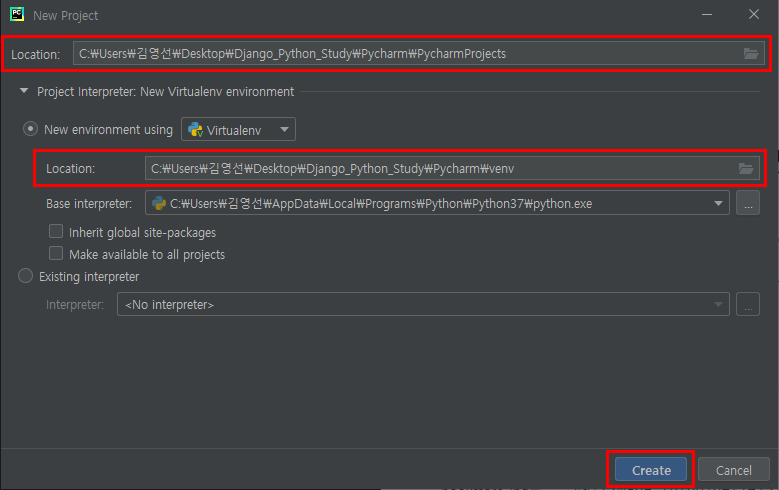 PC
New Project
Location: C:₩Users₩김영선₩Desktop₩Django_Python_Study₩Pycharm₩PycharmProjects
Project Interpreter: New Virtualenv environment
New environment using Virtualenv
Location: C:₩Users₩김영선₩Desktop₩Django_Python_Study₩Pycharm₩venv
Base interpreter: C:₩Users₩김영선₩AppData₩Local₩Programs₩Python₩Python37₩python.exe ...
Inherit global site-packages
Make available to all projects
Existing interpreter
Interpreter: <No interpreter> ...
Create Cancel